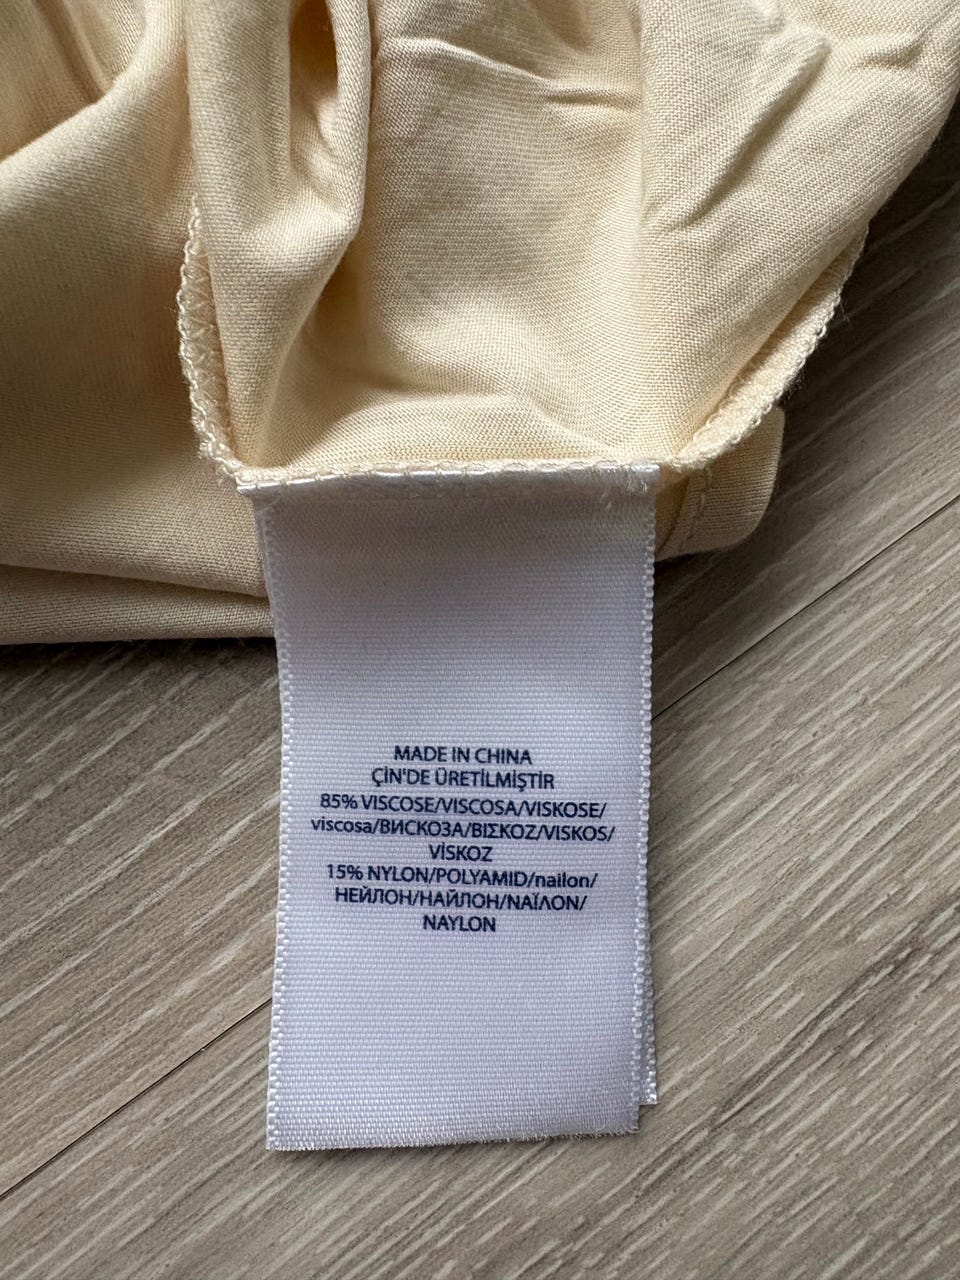 MADE IN CHINA
ÇİN'DE ÜRETİLMİŞTİR
85% VISCOSE/VISCOSA/VISKOSE/
viscosa/ВИСКОЗА/ΒΙΣΚΟΖ/VISKOS/
VİSKOZ
15% NYLON/POLYAMID/nailon/
НЕЙЛОН/НАЙЛОН/ΝΑΪΛΟΝ/
NAYLON